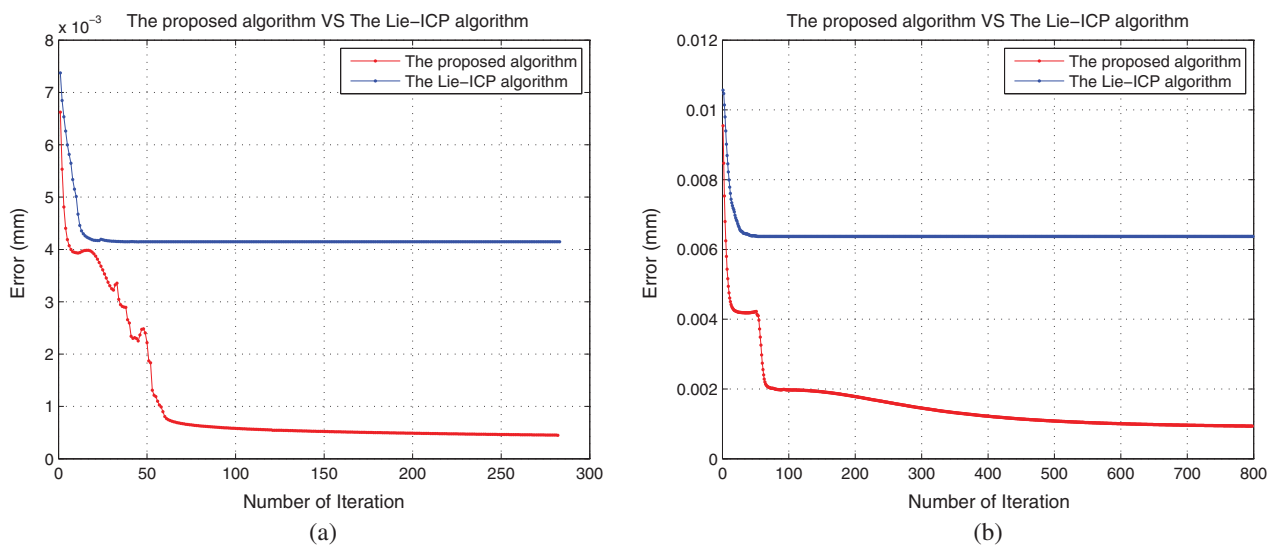 The proposed algorithm VS The Lie−ICP algorithm
x 10⁻³
8
7
6
5
4
3
2
1
0
Error (mm)
The proposed algorithm
The Lie−ICP algorithm
0 50 100 150 200 250 300
Number of Iteration
(a)
The proposed algorithm VS The Lie−ICP algorithm
0.012
0.01
0.008
0.006
0.004
0.002
0
Error (mm)
The proposed algorithm
The Lie−ICP algorithm
0 100 200 300 400 500 600 700 800
Number of Iteration
(b)